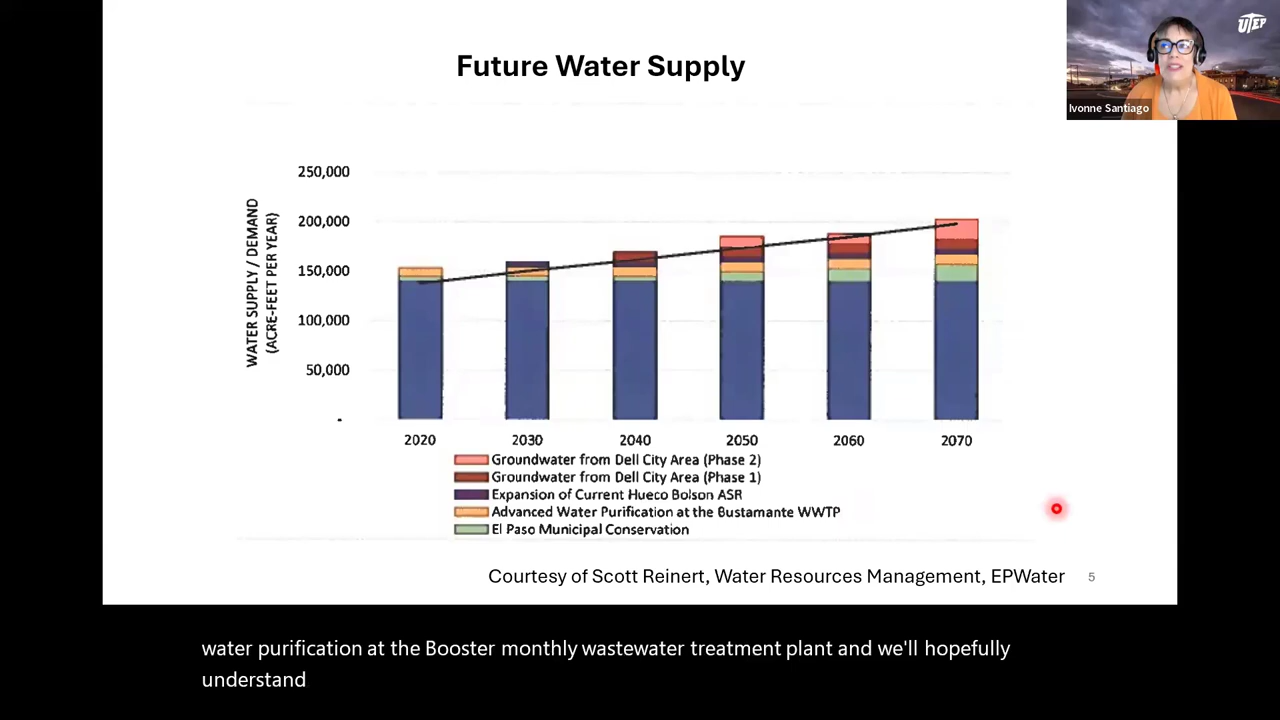 Future Water Supply
UTEP
Ivonne Santiago
WATER SUPPLY / DEMAND
(ACRE-FEET PER YEAR)
250,000
200,000
150,000
100,000
50,000
-
2020 2030 2040 2050 2060 2070
Groundwater from Dell City Area (Phase 2)
Groundwater from Dell City Area (Phase 1)
Expansion of Current Hueco Bolson ASR
Advanced Water Purification at the Bustamante WWTP
El Paso Municipal Conservation
Courtesy of Scott Reinert, Water Resources Management, EPWater 5
water purification at the Booster monthly wastewater treatment plant and we'll hopefully
understand